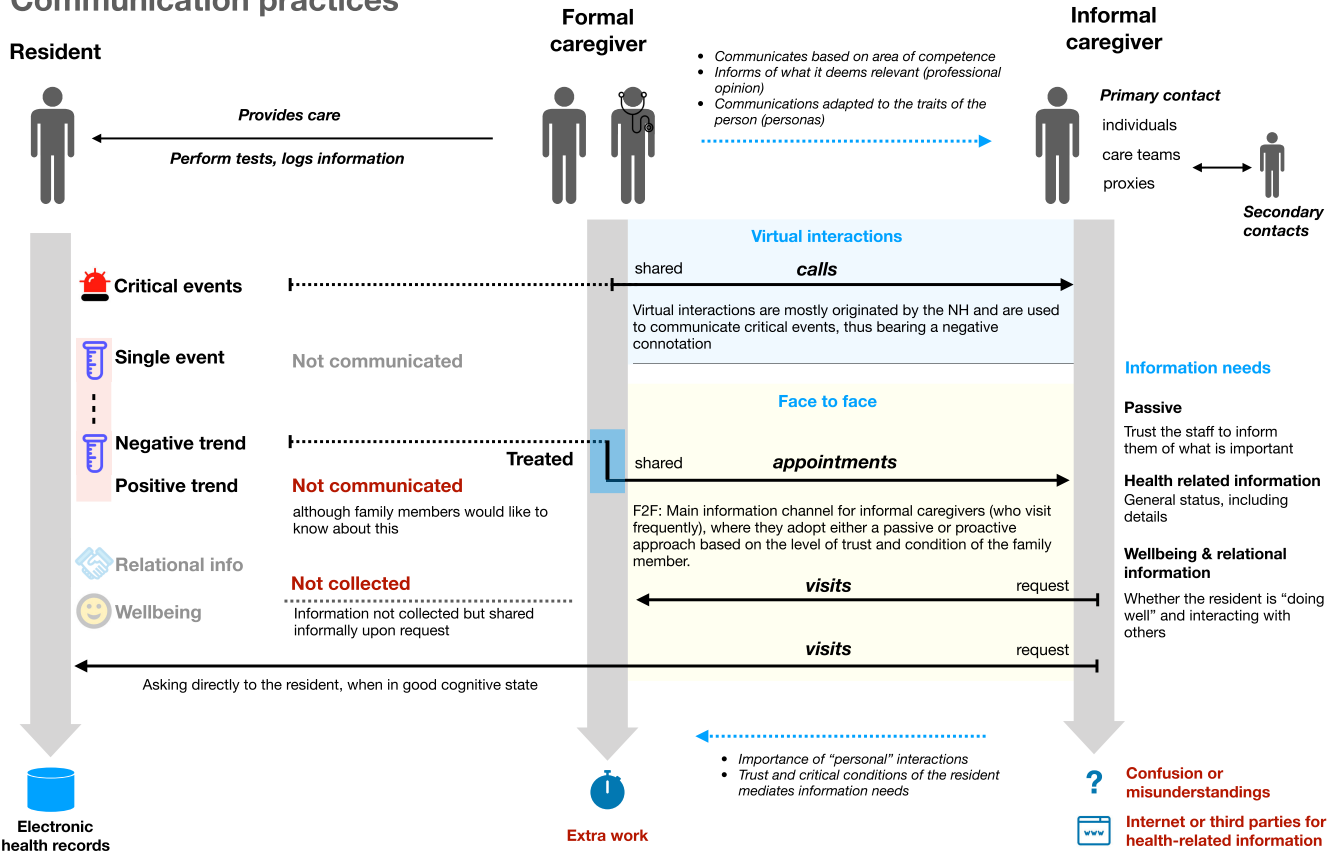 Communication practices
Resident
Formal
caregiver
Informal
caregiver
Provides care
Perform tests, logs information
• Communicates based on area of competence
• Informs of what it deems relevant (professional
opinion)
• Communications adapted to the traits of the
person (personas)
Primary contact
individuals
care teams
proxies
Secondary
contacts
Virtual interactions
Critical events
shared
calls
Virtual interactions are mostly originated by the NH and are used
to communicate critical events, thus bearing a negative
connotation
Single event
Not communicated
Face to face
Negative trend
Treated
shared
appointments
Positive trend
Not communicated
although family members would like to
know about this
F2F: Main information channel for informal caregivers (who visit
frequently), where they adopt either a passive or proactive
approach based on the level of trust and condition of the family
member.
Relational info
Not collected
Wellbeing
Information not collected but shared
informally upon request
visits
request
visits
request
Asking directly to the resident, when in good cognitive state
Information needs
Passive
Trust the staff to inform
them of what is important
Health related information
General status, including
details
Wellbeing & relational
information
Whether the resident is “doing
well” and interacting with
others
• Importance of “personal” interactions
• Trust and critical conditions of the resident
mediates information needs
Electronic
health records
Extra work
?
Confusion or
misunderstandings
www
Internet or third parties for
health-related information